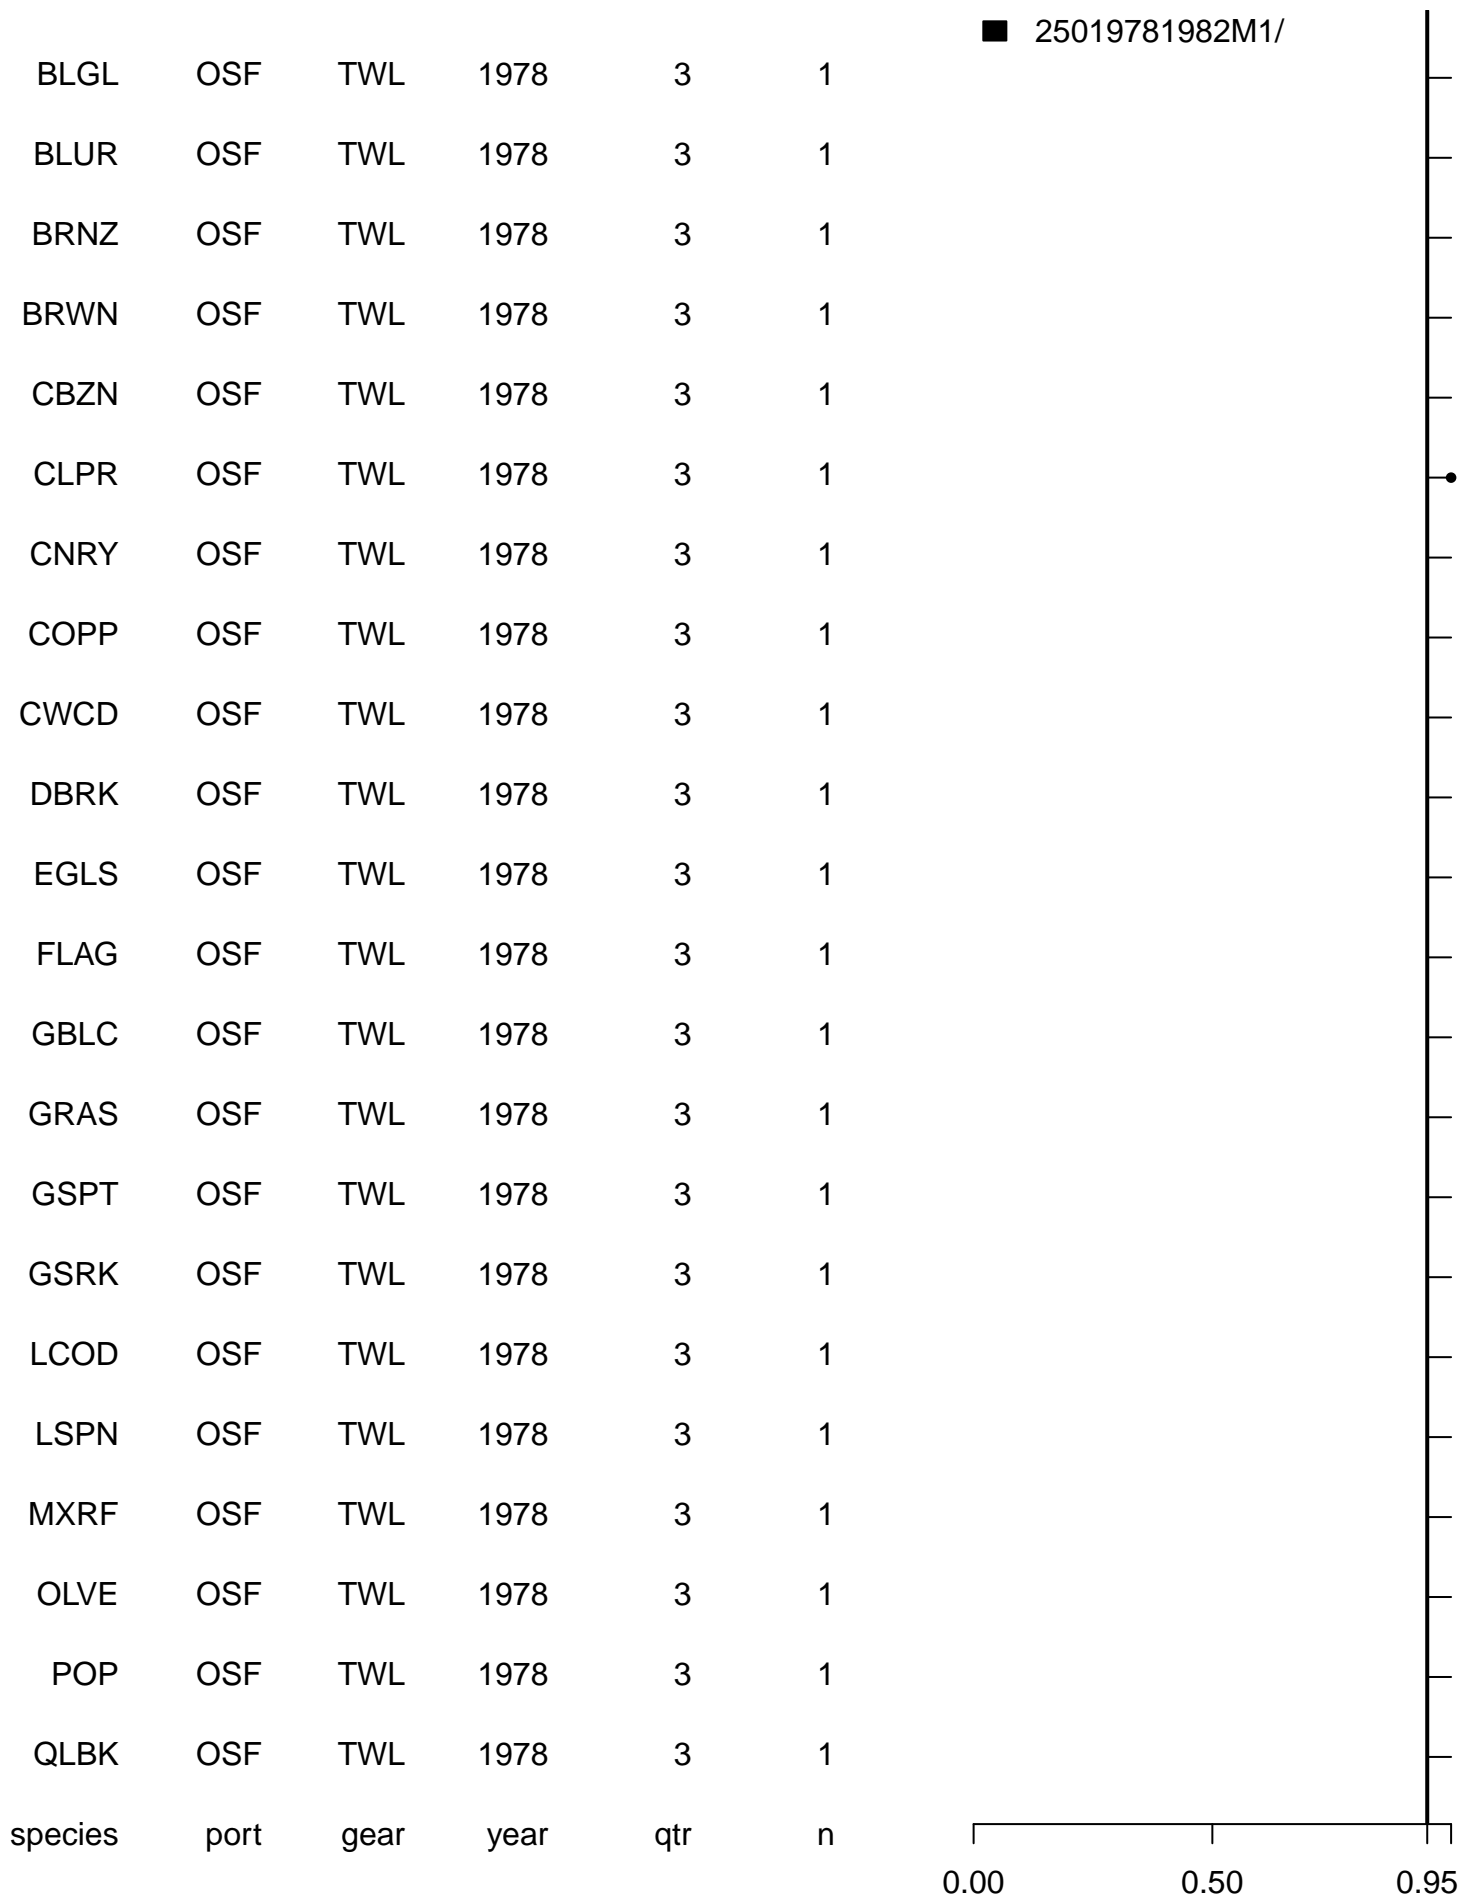 25019781982M1/
BLGL OSF TWL 1978 3 1
BLUR OSF TWL 1978 3 1
BRNZ OSF TWL 1978 3 1
BRWN OSF TWL 1978 3 1
CBZN OSF TWL 1978 3 1
CLPR OSF TWL 1978 3 1
CNRY OSF TWL 1978 3 1
COPP OSF TWL 1978 3 1
CWCD OSF TWL 1978 3 1
DBRK OSF TWL 1978 3 1
EGLS OSF TWL 1978 3 1
FLAG OSF TWL 1978 3 1
GBLC OSF TWL 1978 3 1
GRAS OSF TWL 1978 3 1
GSPT OSF TWL 1978 3 1
GSRK OSF TWL 1978 3 1
LCOD OSF TWL 1978 3 1
LSPN OSF TWL 1978 3 1
MXRF OSF TWL 1978 3 1
OLVE OSF TWL 1978 3 1
POP OSF TWL 1978 3 1
QLBK OSF TWL 1978 3 1
species port gear year qtr n
0.00 0.50 0.95